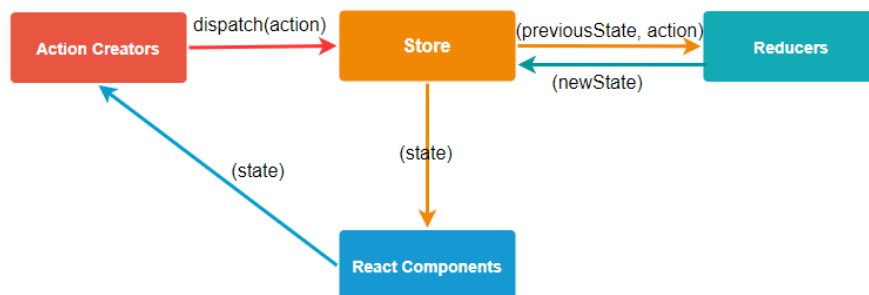 dispatch(action)
(previousState, action)
Action Creators
Store
Reducers
(newState)
(state)
(state)
React Components